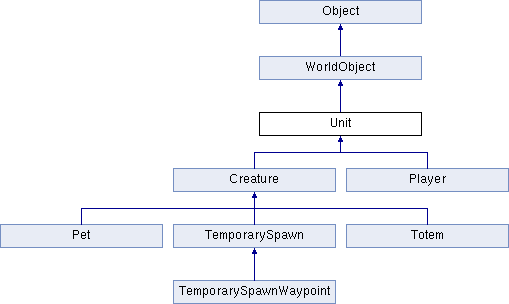 Object
WorldObject
Unit
Creature
Player
Pet
TemporarySpawn
Totem
TemporarySpawnWaypoint